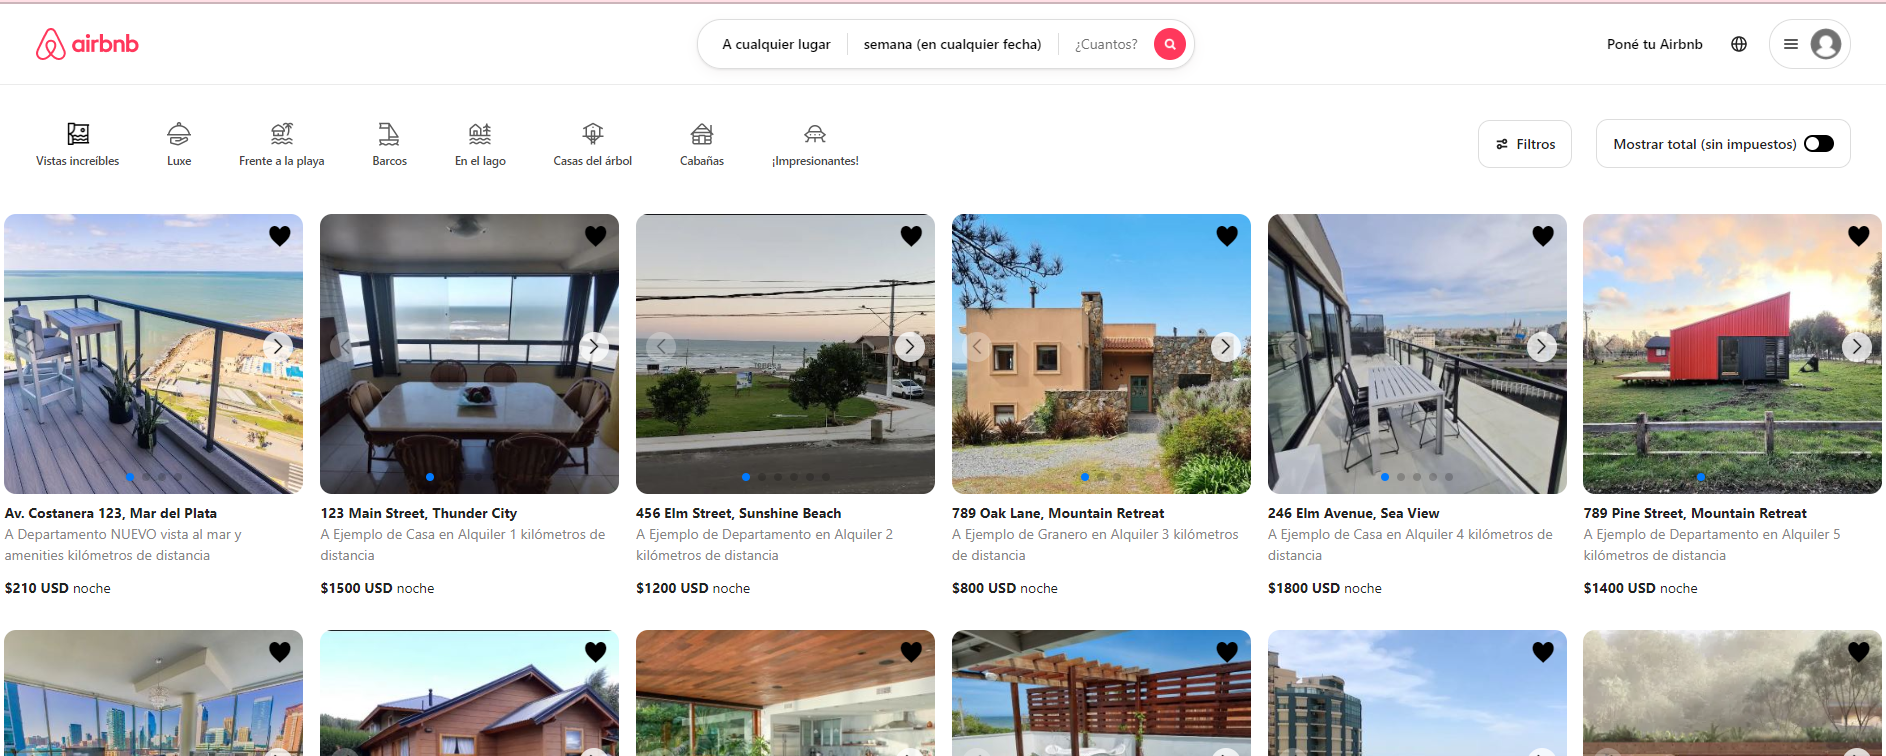 airbnb
A cualquier lugar
semana (en cualquier fecha)
¿Cuantos?
Poné tu Airbnb
Vistas increíbles
Luxe
Frente a la playa
Barcos
En el lago
Casas del árbol
Cabañas
¡Impresionantes!
Filtros
Mostrar total (sin impuestos)
Av. Costanera 123, Mar del Plata
A Departamento NUEVO vista al mar y
amenities kilómetros de distancia
$210 USD noche
123 Main Street, Thunder City
A Ejemplo de Casa en Alquiler 1 kilómetros de
distancia
$1500 USD noche
456 Elm Street, Sunshine Beach
A Ejemplo de Departamento en Alquiler 2
kilómetros de distancia
$1200 USD noche
789 Oak Lane, Mountain Retreat
A Ejemplo de Granero en Alquiler 3 kilómetros
de distancia
$800 USD noche
246 Elm Avenue, Sea View
A Ejemplo de Casa en Alquiler 4 kilómetros de
distancia
$1800 USD noche
789 Pine Street, Mountain Retreat
A Ejemplo de Departamento en Alquiler 5
kilómetros de distancia
$1400 USD noche